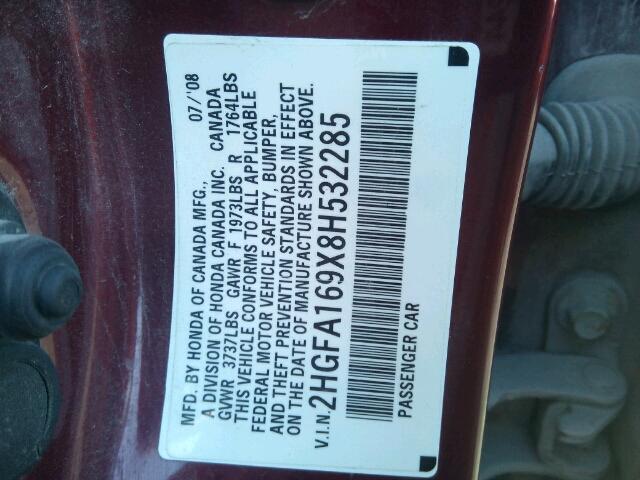 MFD. BY HONDA OF CANADA MFG., 07/'08
A DIVISION OF HONDA CANADA INC. CANADA
GVWR 3737LBS GAWR F 1973LBS R 1764LBS
THIS VEHICLE CONFORMS TO ALL APPLICABLE
FEDERAL MOTOR VEHICLE SAFETY, BUMPER,
AND THEFT PREVENTION STANDARDS IN EFFECT
ON THE DATE OF MANUFACTURE SHOWN ABOVE.
V.I.N. 2HGFA169X8H532285
PASSENGER CAR